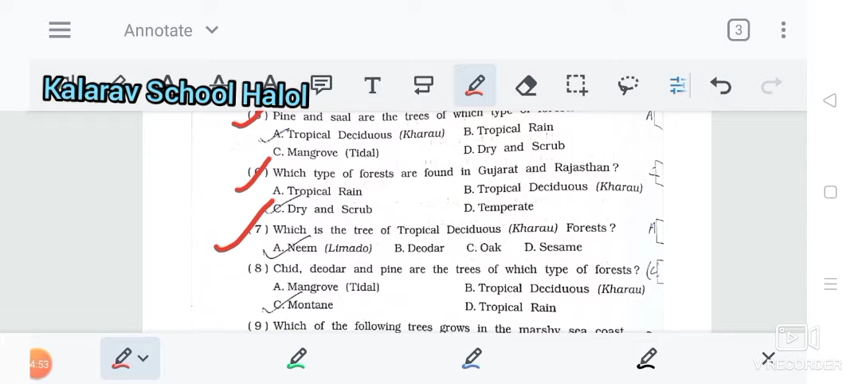 Annotate
3
Kalarav School Halol
T
(5) Pine and saal are the trees of which type of
A. Tropical Deciduous (Kharau) B. Tropical Rain
C. Mangrove (Tidal) D. Dry and Scrub
A
(6) Which type of forests are found in Gujarat and Rajasthan?
A. Tropical Rain B. Tropical Deciduous (Kharau)
C. Dry and Scrub D. Temperate
(7) Which is the tree of Tropical Deciduous (Kharau) Forests?
A
A. Neem (Limado) B. Deodar C. Oak D. Sesame
(8) Chid, deodar and pine are the trees of which type of forests?
A. Mangrove (Tidal) B. Tropical Deciduous (Kharau)
C. Montane D. Tropical Rain
(9) Which of the following trees grows in the marshy sea coast
4:53
V RECORDER